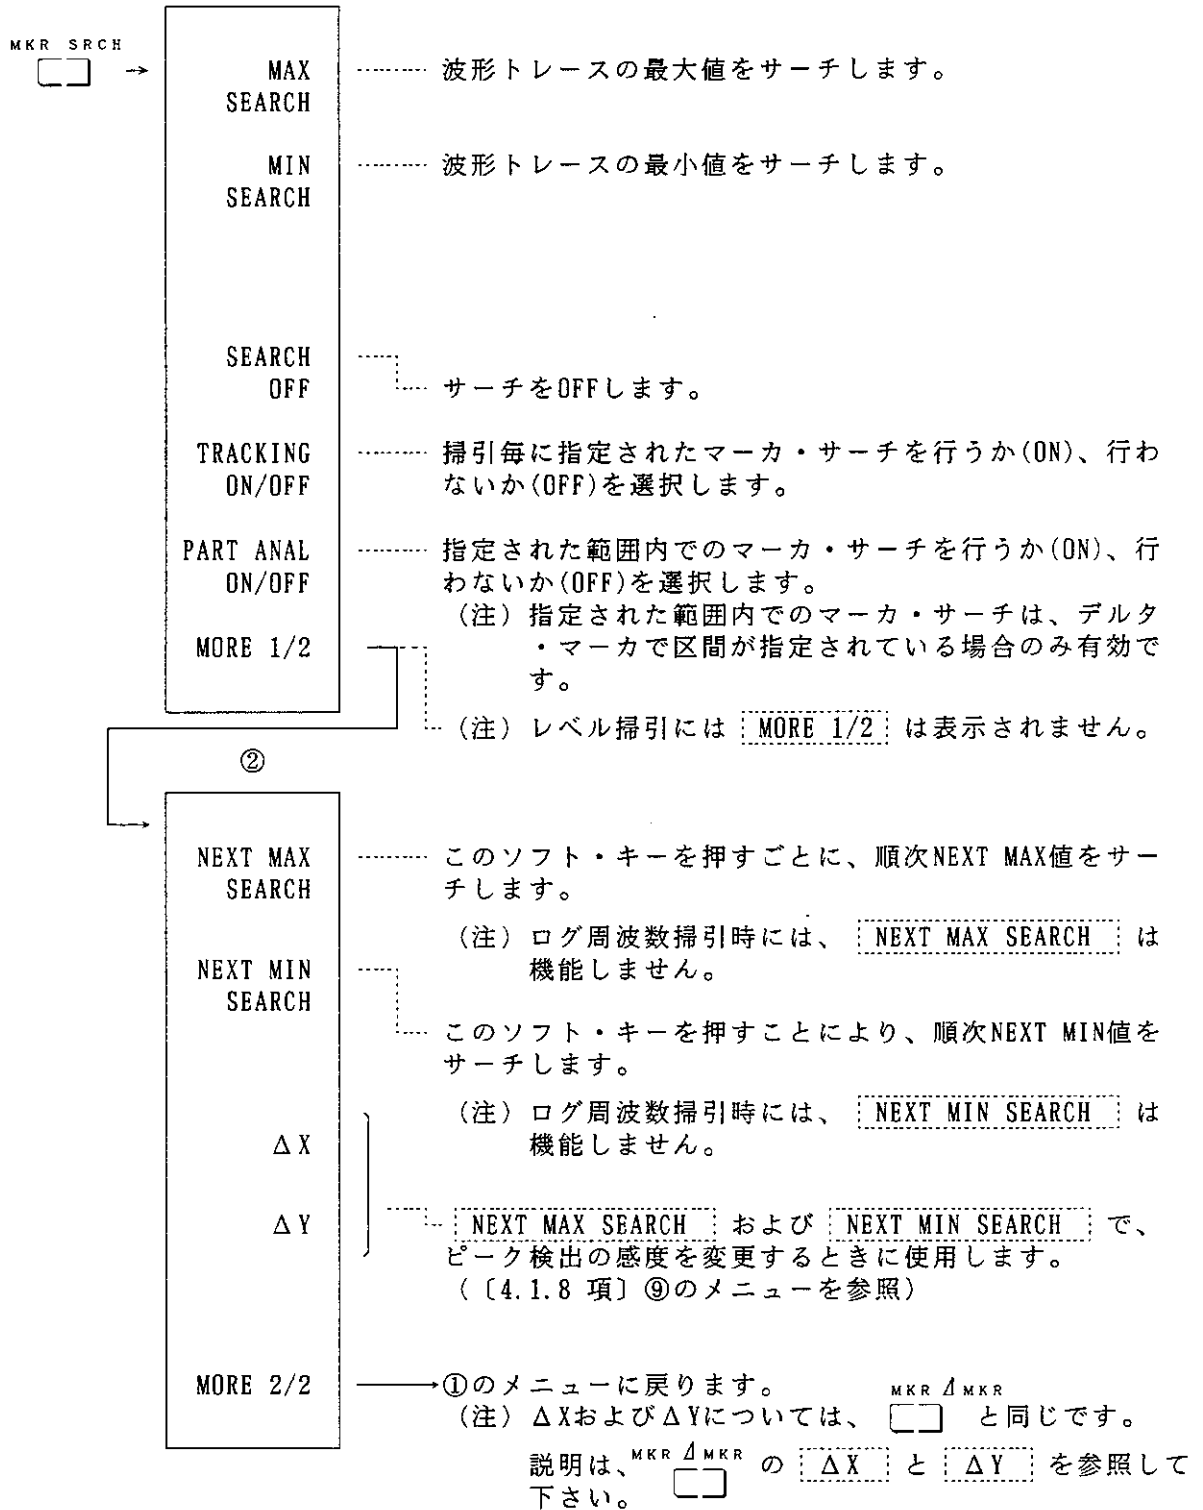 MKR SRCH
MAX ……… 波形トレースの最大値をサーチします。
SEARCH
MIN ……… 波形トレースの最小値をサーチします。
SEARCH
SEARCH
OFF …… サーチをOFFします。
TRACKING ……… 掃引毎に指定されたマーカ・サーチを行うか(ON)、行わ
ON/OFF ないか(OFF)を選択します。
PART ANAL ……… 指定された範囲内でのマーカ・サーチを行うか(ON)、行
ON/OFF わないか(OFF)を選択します。
(注) 指定された範囲内でのマーカ・サーチは、デルタ
MORE 1/2 ・マーカで区間が指定されている場合のみ有効で
す。
(注) レベル掃引には MORE 1/2 は表示されません。
②
NEXT MAX ……… このソフト・キーを押すごとに、順次NEXT MAX値をサー
SEARCH チします。
(注) ログ周波数掃引時には、 NEXT MAX SEARCH は
NEXT MIN 機能しません。
SEARCH
このソフト・キーを押すことにより、順次NEXT MIN値を
サーチします。
(注) ログ周波数掃引時には、 NEXT MIN SEARCH は
ΔX 機能しません。
ΔY NEXT MAX SEARCH および NEXT MIN SEARCH で、
ピーク検出の感度を変更するときに使用します。
(〔4.1.8 項〕⑨のメニューを参照)
MORE 2/2 →①のメニューに戻ります。
MKR Δ MKR
(注) ΔXおよびΔYについては、 と同じです。
説明は、MKR Δ MKR の ΔX と ΔY を参照して
下さい。